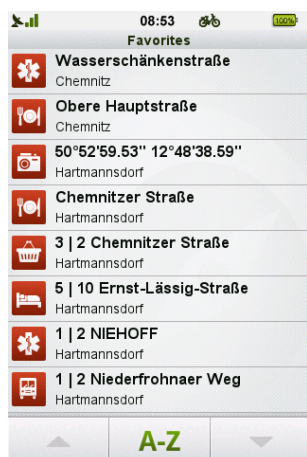 08:53 100%
Favorites
Wasserschänkenstraße
Chemnitz
Obere Hauptstraße
Chemnitz
50°52'59.53'' 12°48'38.59''
Hartmannsdorf
Chemnitzer Straße
Hartmannsdorf
3 | 2 Chemnitzer Straße
Hartmannsdorf
5 | 10 Ernst-Lässig-Straße
Hartmannsdorf
1 | 2 NIEHOFF
Hartmannsdorf
1 | 2 Niederfrohnaer Weg
Hartmannsdorf
A-Z